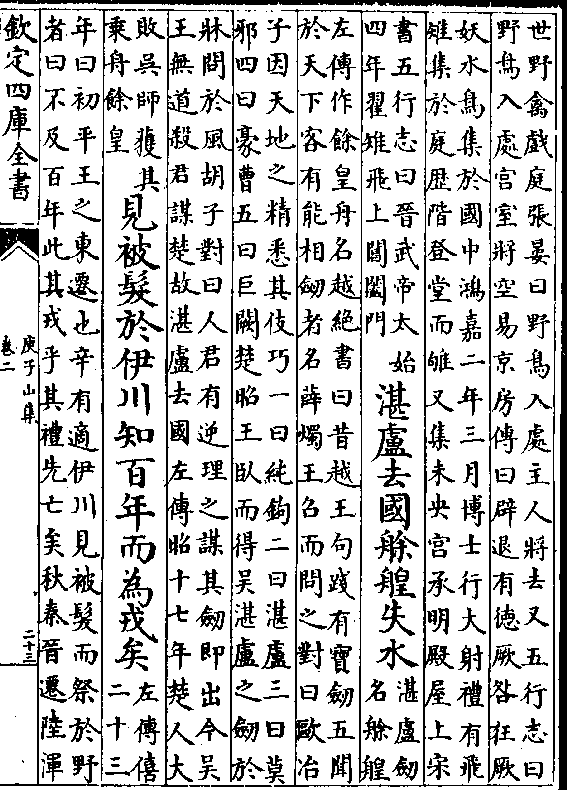 世野禽戲庭張晏曰野鳥入處主人將去又五行志曰
野鳥入處宮室將空易京房傳曰辟退有德厥咎狂厥
妖水鳥集於國中鴻嘉二年三月博士行大射禮有飛
雉集於庭歷階登堂而雊又集未央宮承明殿屋上宋
書五行志曰晉武帝太始
四年翟雉飛上閶闔門
湛盧去國艅艎失水
湛盧劔
名艅艎
左傳作餘皇舟名越絶書曰昔越王句踐有寶劔五聞
於天下客有能相劔者名薛燭王召而問之對曰歐冶
子因天地之精悉其伎巧一曰純鉤二曰湛盧三曰莫
邪四曰豪曹五曰巨闕楚昭王臥而得吳湛盧之劔於
牀問於風胡子對曰人君有逆理之謀其劔即出今吳
王無道殺君謀楚故湛盧去國左傳昭十七年楚人大
敗吳師獲其
乘舟餘皇
見被髮於伊川知百年而為戎矣
左傳僖
二十三
年曰初平王之東遷也辛有適伊川見被髮而祭於野
者曰不及百年此其戎乎其禮先亡矣秋秦晉遷陸渾
欽定四庫全書
庾子山集
卷二
二十三